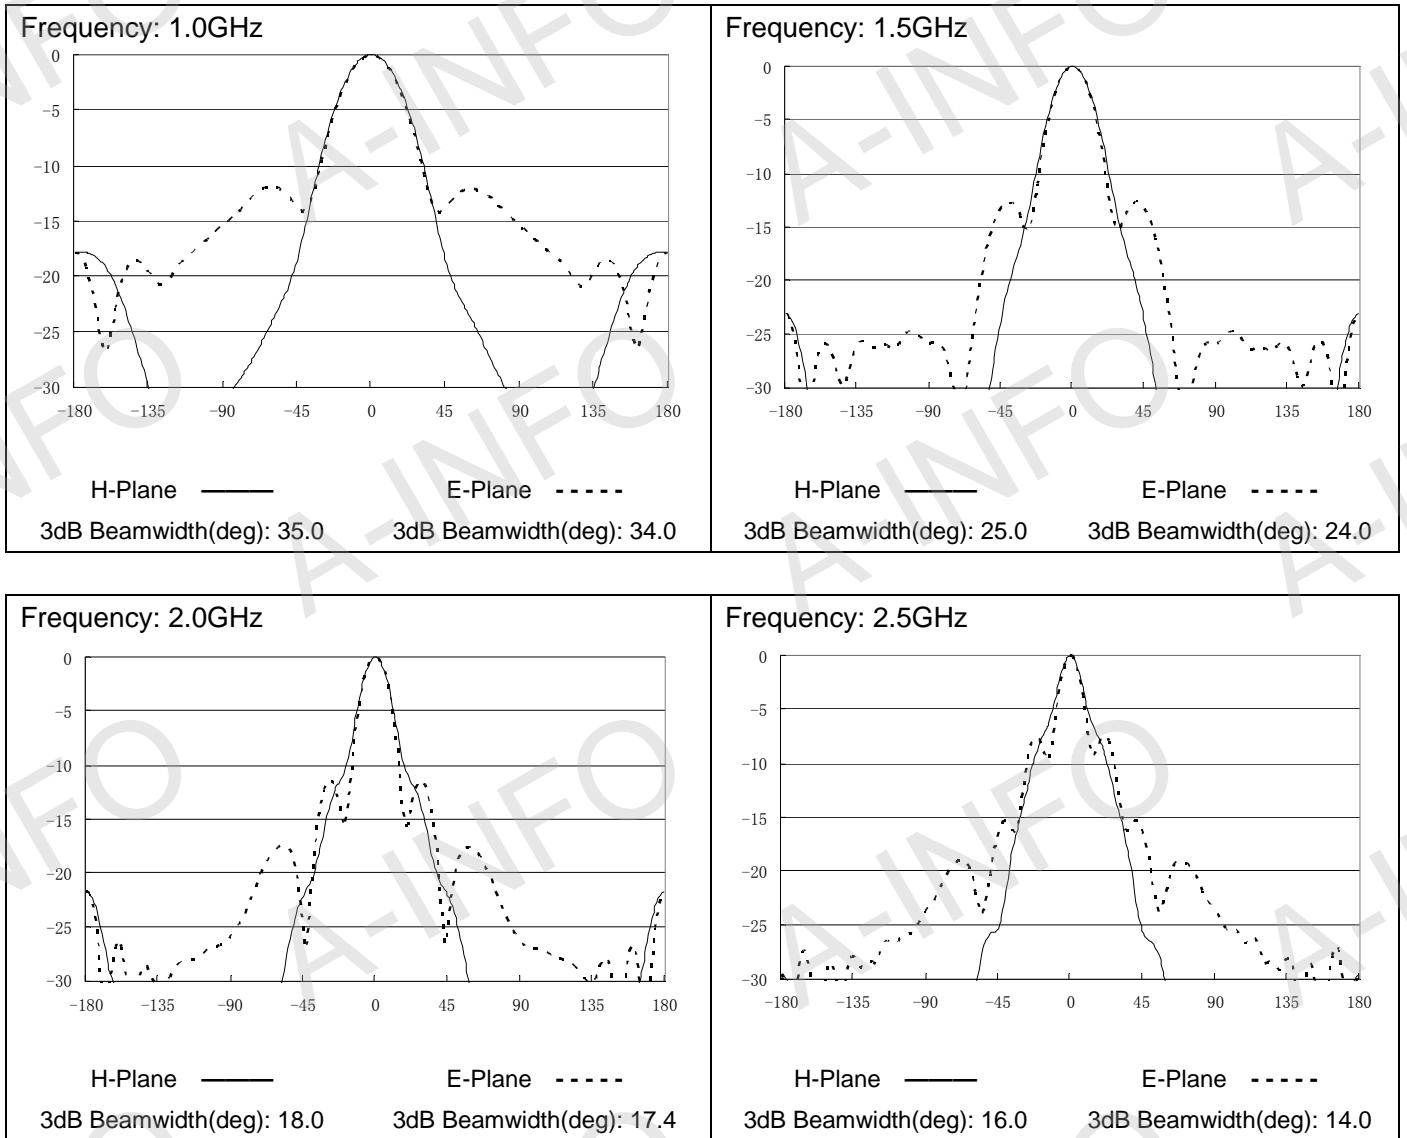 Frequency: 1.0GHz
0
-5
-10
-15
-20
-25
-30
-180 -135 -90 -45 0 45 90 135 180
H-Plane E-Plane
3dB Beamwidth(deg): 35.0 3dB Beamwidth(deg): 34.0
Frequency: 1.5GHz
0
-5
-10
-15
-20
-25
-30
-180 -135 -90 -45 0 45 90 135 180
H-Plane E-Plane
3dB Beamwidth(deg): 25.0 3dB Beamwidth(deg): 24.0
Frequency: 2.0GHz
0
-5
-10
-15
-20
-25
-30
-180 -135 -90 -45 0 45 90 135 180
H-Plane E-Plane
3dB Beamwidth(deg): 18.0 3dB Beamwidth(deg): 17.4
Frequency: 2.5GHz
0
-5
-10
-15
-20
-25
-30
-180 -135 -90 -45 0 45 90 135 180
H-Plane E-Plane
3dB Beamwidth(deg): 16.0 3dB Beamwidth(deg): 14.0
A-INFO
A-INFO
A-INFO
A-INFO
A-INFO
A-INFO